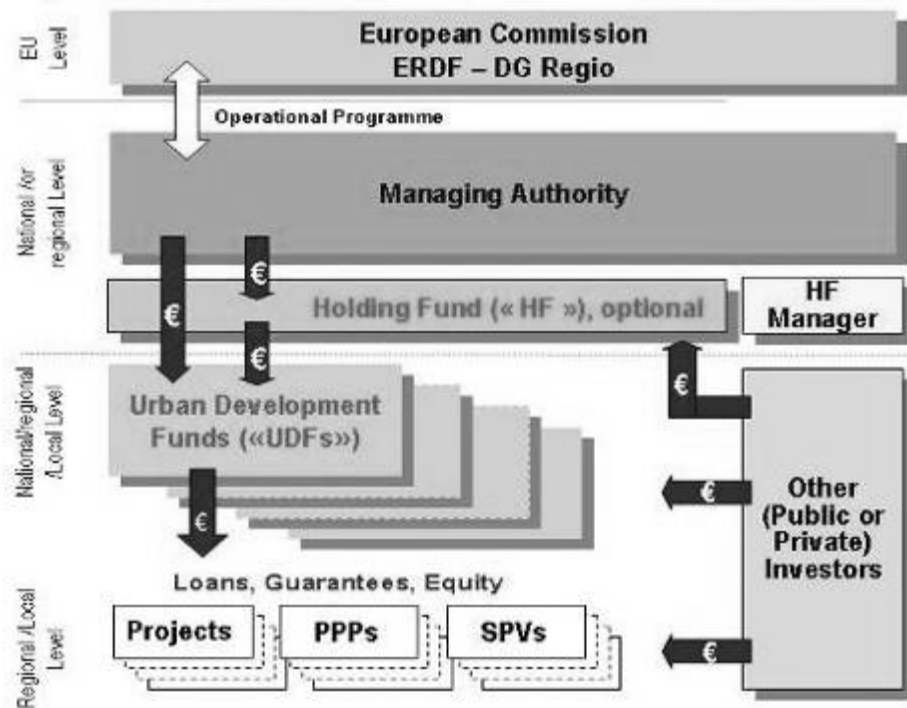 EU
Level
European Commission
ERDF – DG Regio
Operational Programme
National /or
regional Level
Managing Authority
€
€
Holding Fund (« HF »), optional
HF
Manager
€
€
National/regional
/Local Level
Urban Development
Funds («UDFs»)
€
€
€
Other
(Public or
Private)
Investors
Loans, Guarantees, Equity
Regional /Local
Level
Projects
PPPs
SPVs
€